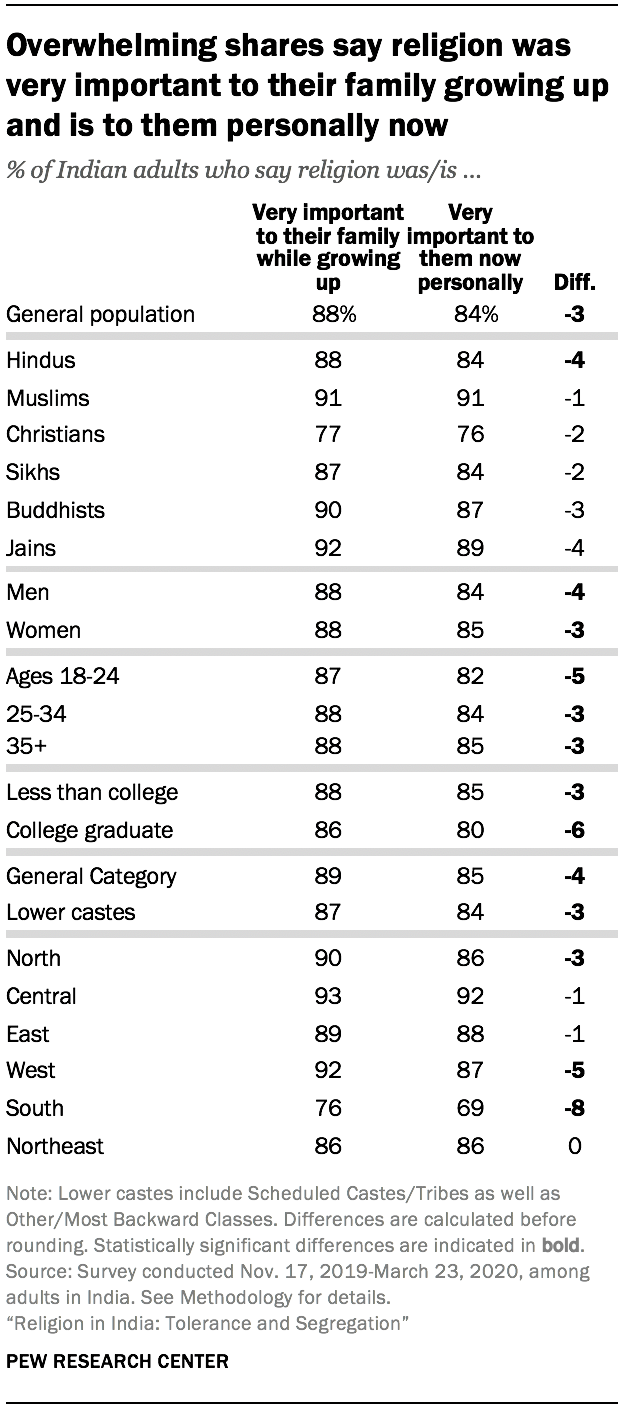 Overwhelming shares say religion was
very important to their family growing up
and is to them personally now
% of Indian adults who say religion was/is ...
Very important to their family while growing up
Very important to them now personally
Diff.
General population 88% 84% -3
Hindus 88 84 -4
Muslims 91 91 -1
Christians 77 76 -2
Sikhs 87 84 -2
Buddhists 90 87 -3
Jains 92 89 -4
Men 88 84 -4
Women 88 85 -3
Ages 18-24 87 82 -5
25-34 88 84 -3
35+ 88 85 -3
Less than college 88 85 -3
College graduate 86 80 -6
General Category 89 85 -4
Lower castes 87 84 -3
North 90 86 -3
Central 93 92 -1
East 89 88 -1
West 92 87 -5
South 76 69 -8
Northeast 86 86 0
Note: Lower castes include Scheduled Castes/Tribes as well as
Other/Most Backward Classes. Differences are calculated before
rounding. Statistically significant differences are indicated in bold.
Source: Survey conducted Nov. 17, 2019-March 23, 2020, among
adults in India. See Methodology for details.
“Religion in India: Tolerance and Segregation”
PEW RESEARCH CENTER